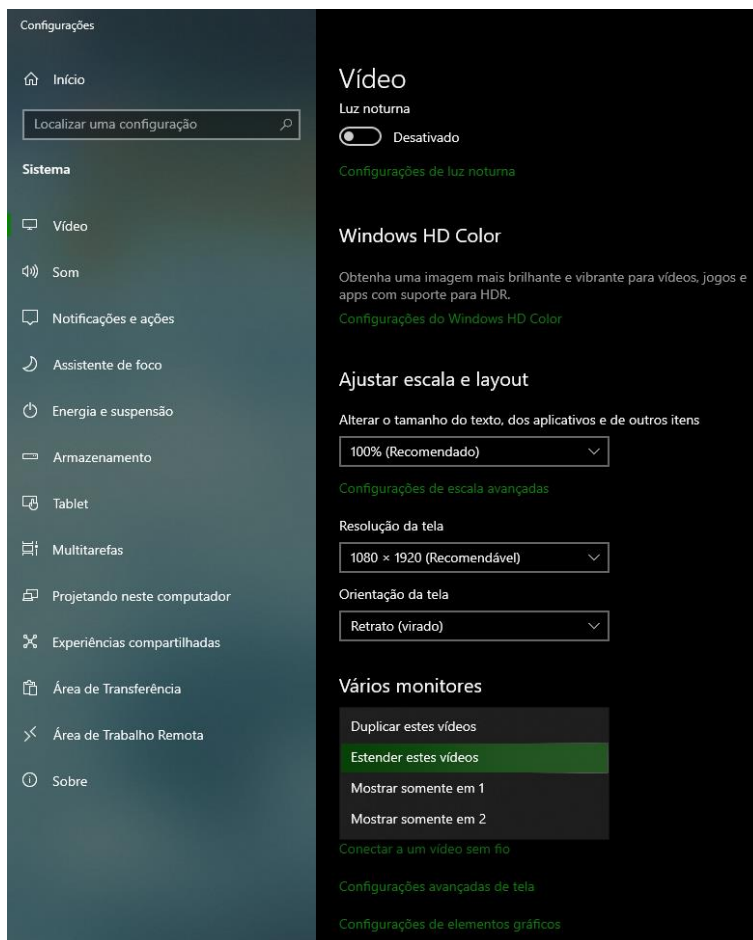 Configurações
Início
Localizar uma configuração
Sistema
Vídeo
Som
Notificações e ações
Assistente de foco
Energia e suspensão
Armazenamento
Tablet
Multitarefas
Projetando neste computador
Experiências compartilhadas
Área de Transferência
Área de Trabalho Remota
Sobre
Vídeo
Luz noturna
Desativado
Configurações de luz noturna
Windows HD Color
Obtenha uma imagem mais brilhante e vibrante para vídeos, jogos e
apps com suporte para HDR.
Configurações do Windows HD Color
Ajustar escala e layout
Alterar o tamanho do texto, dos aplicativos e de outros itens
100% (Recomendado)
Configurações de escala avançadas
Resolução da tela
1080 × 1920 (Recomendável)
Orientação da tela
Retrato (virado)
Vários monitores
Duplicar estes vídeos
Estender estes vídeos
Mostrar somente em 1
Mostrar somente em 2
Conectar a um vídeo sem fio
Configurações avançadas de tela
Configurações de elementos gráficos